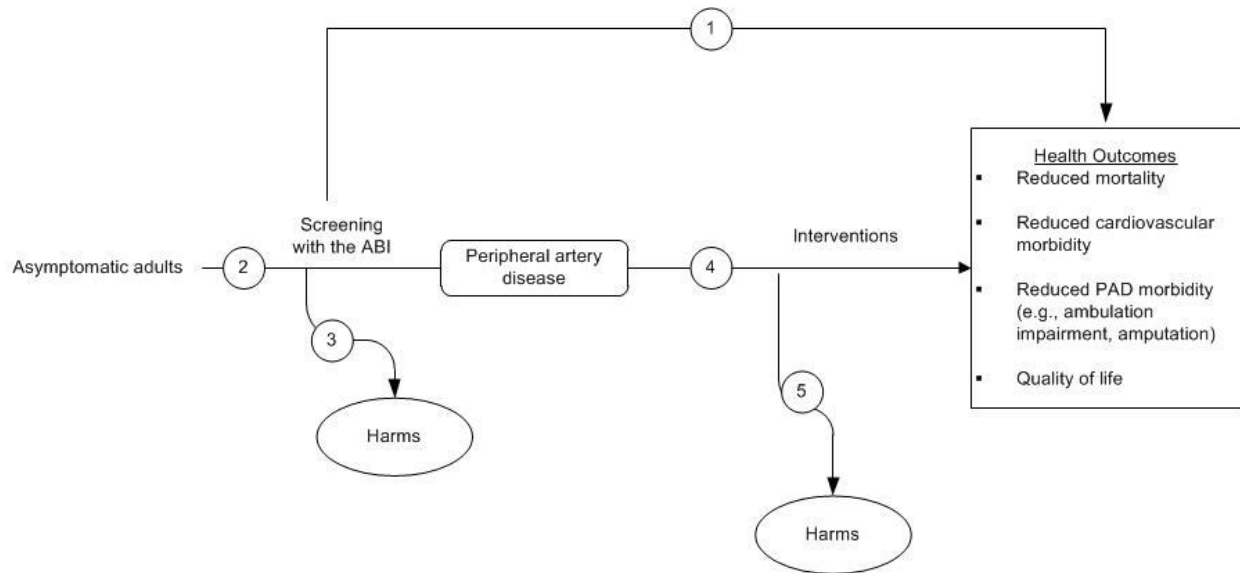 1
Health Outcomes
▪ Reduced mortality
▪ Reduced cardiovascular
morbidity
▪ Reduced PAD morbidity
(e.g., ambulation
impairment, amputation)
▪ Quality of life
Screening
with the ABI
Interventions
Asymptomatic adults
2
Peripheral artery
disease
4
3
Harms
5
Harms